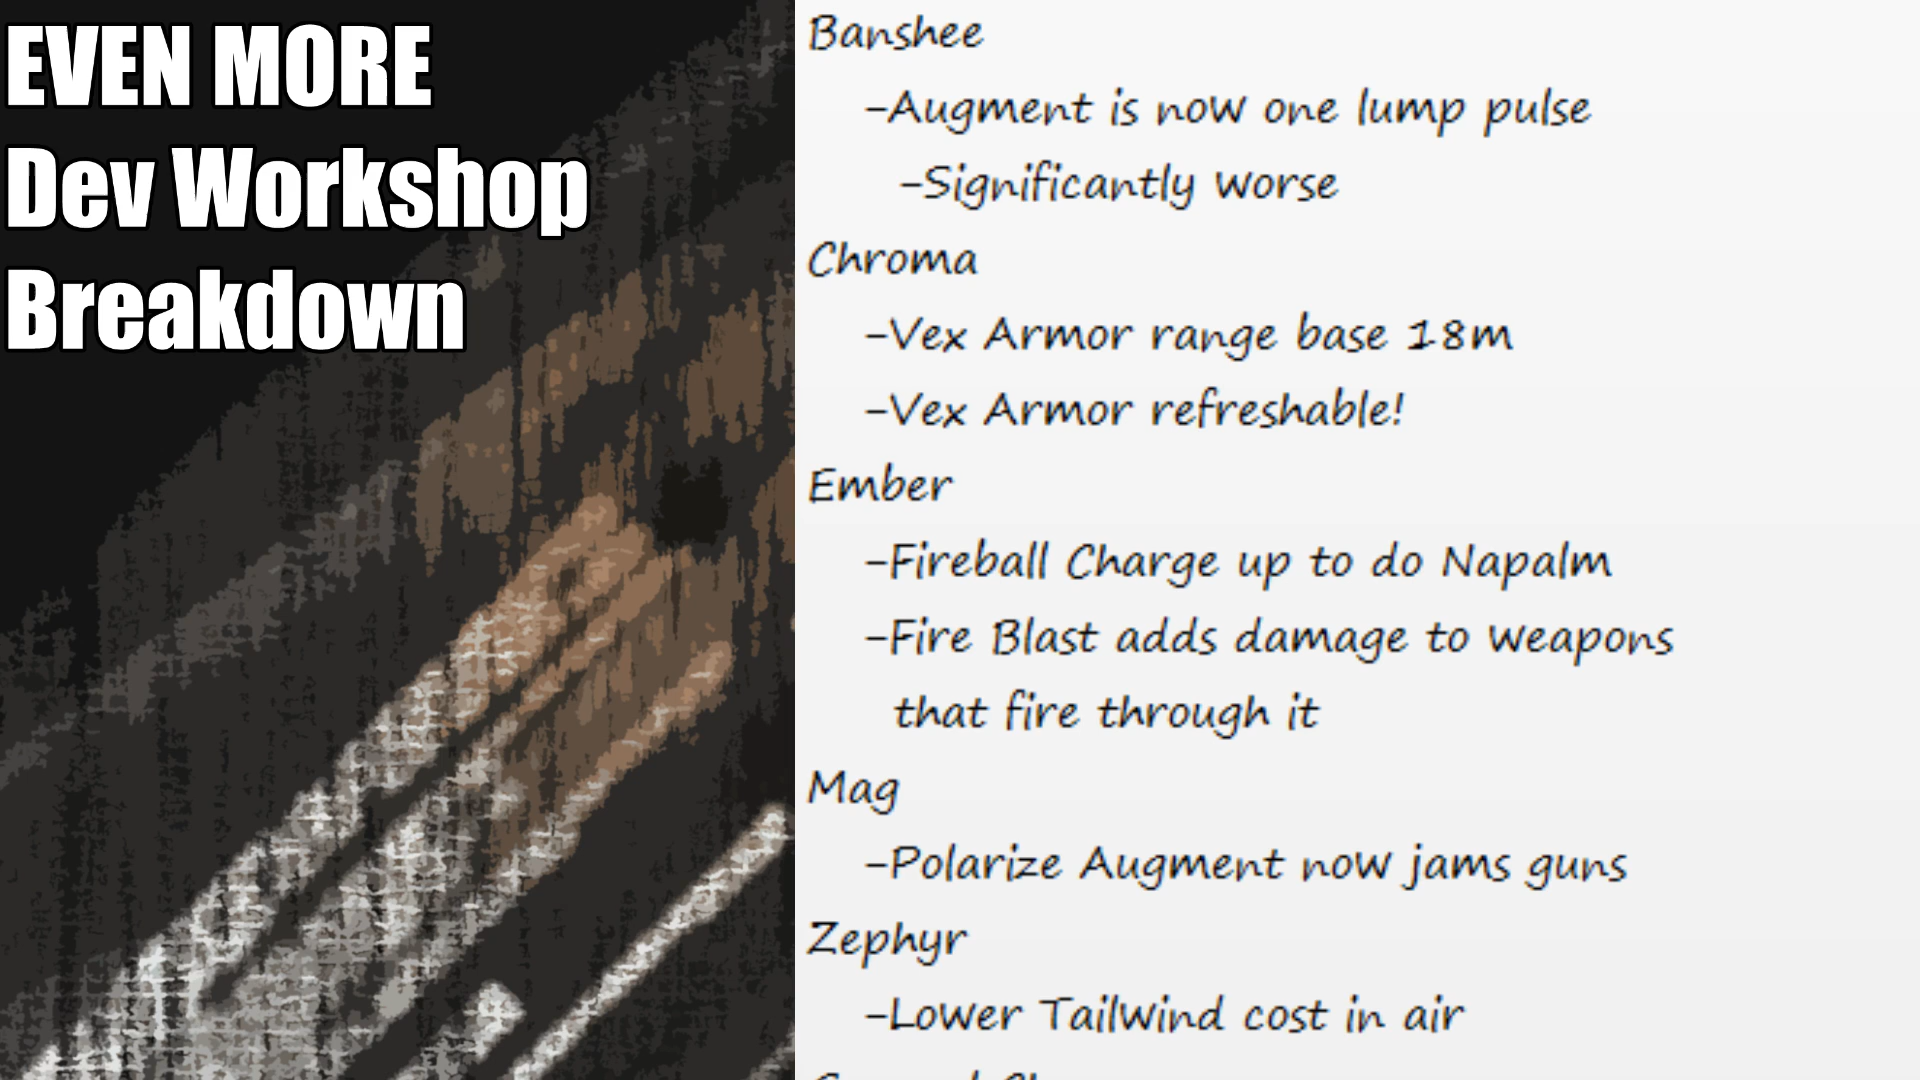 EVEN MORE
Dev Workshop
Breakdown
Banshee
-Augment is now one lump pulse
-Significantly worse
Chroma
-Vex Armor range base 18m
-Vex Armor refreshable!
Ember
-Fireball Charge up to do Napalm
-Fire Blast adds damage to weapons
that fire through it
Mag
-Polarize Augment now jams guns
Zephyr
-Lower TailWind cost in air